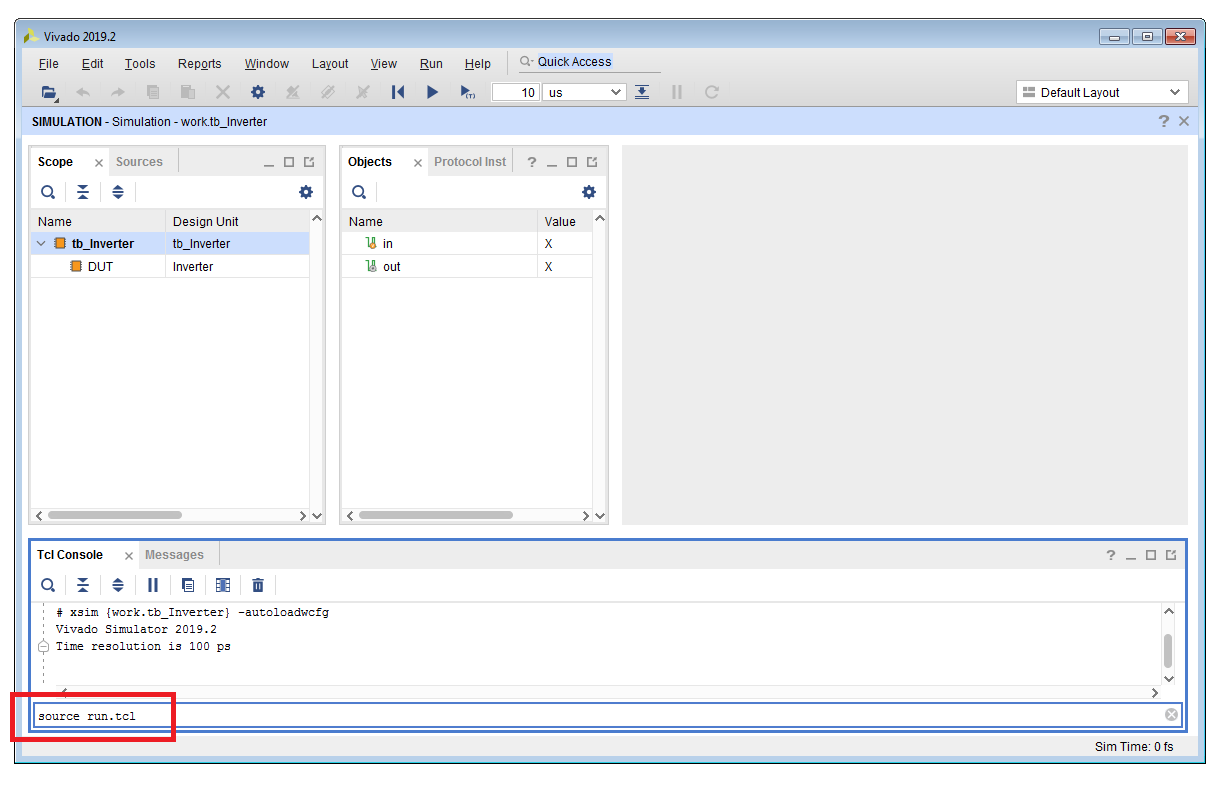 Vivado 2019.2
File Edit Tools Reports Window Layout View Run Help Quick Access
10 us Default Layout
SIMULATION - Simulation - work.tb_Inverter
Scope Sources
Objects Protocol Inst
Name Design Unit
Name Value
tb_Inverter tb_Inverter
in X
DUT Inverter
out X
Tcl Console Messages
# xsim {work.tb_Inverter} -autoloadwcfg
Vivado Simulator 2019.2
Time resolution is 100 ps
source run.tcl
Sim Time: 0 fs